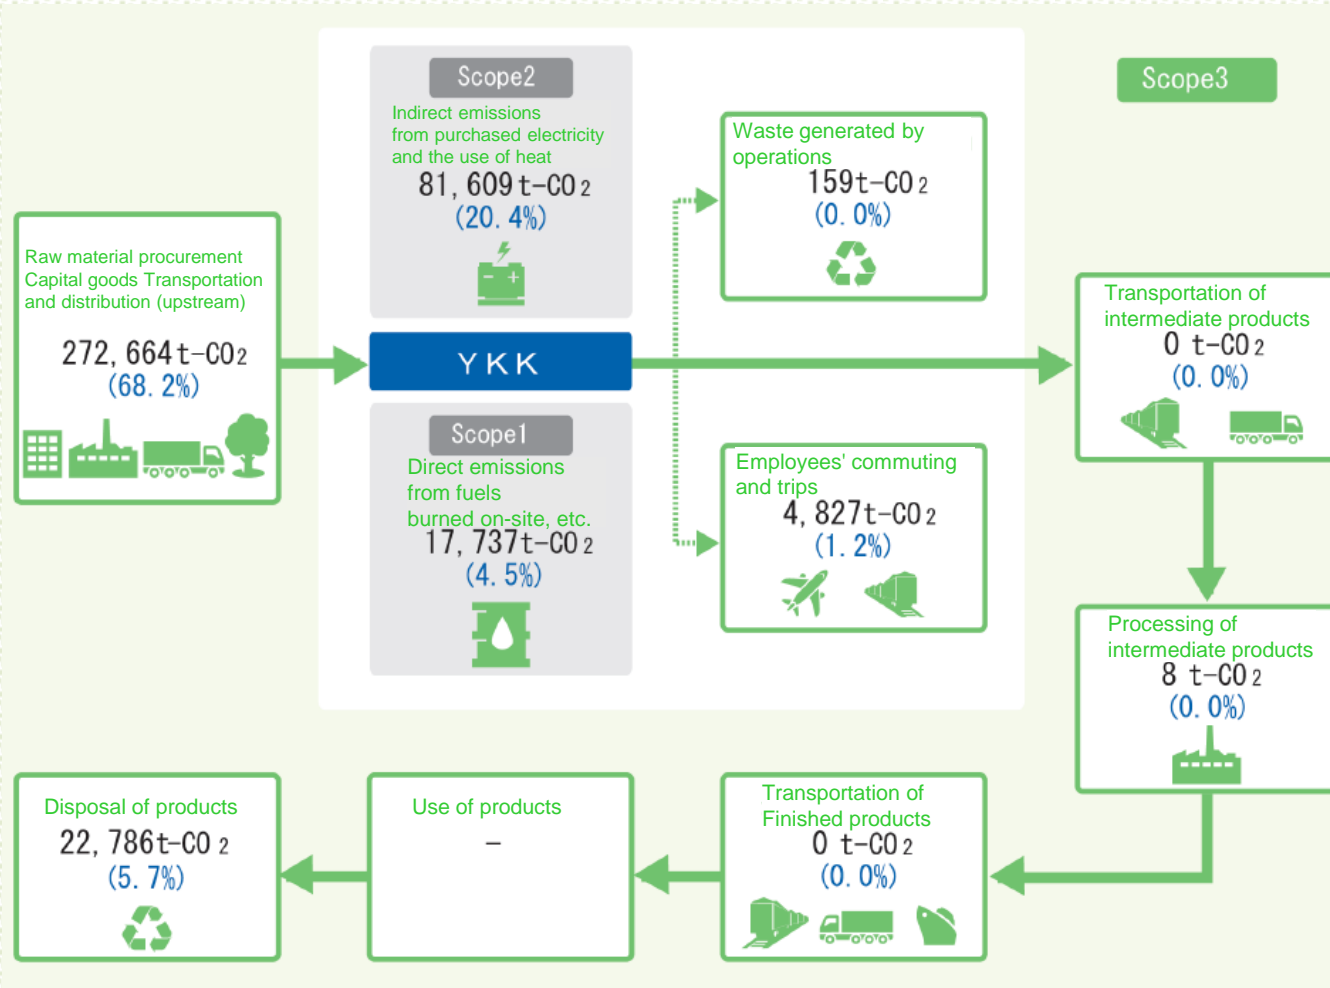 Scope2
Indirect emissions
from purchased electricity
and the use of heat
81,609t-CO2
(20.4%)
Scope3
Waste generated by
operations
159t-CO2
(0.0%)
Raw material procurement
Capital goods Transportation
and distribution (upstream)
272,664t-CO2
(68.2%)
YKK
Transportation of
intermediate products
0 t-CO2
(0.0%)
Scope1
Direct emissions
from fuels
burned on-site, etc.
17,737t-CO2
(4.5%)
Employees' commuting
and trips
4,827t-CO2
(1.2%)
Processing of
intermediate products
8 t-CO2
(0.0%)
Disposal of products
22,786t-CO2
(5.7%)
Use of products
–
Transportation of
Finished products
0 t-CO2
(0.0%)